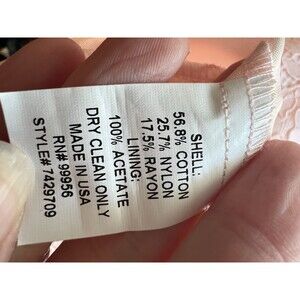 SHELL:
56.8% COTTON
25.7% NYLON
17.5% RAYON
LINING:
100% ACETATE
DRY CLEAN ONLY
MADE IN USA
RN# 99956
STYLE# 7429709